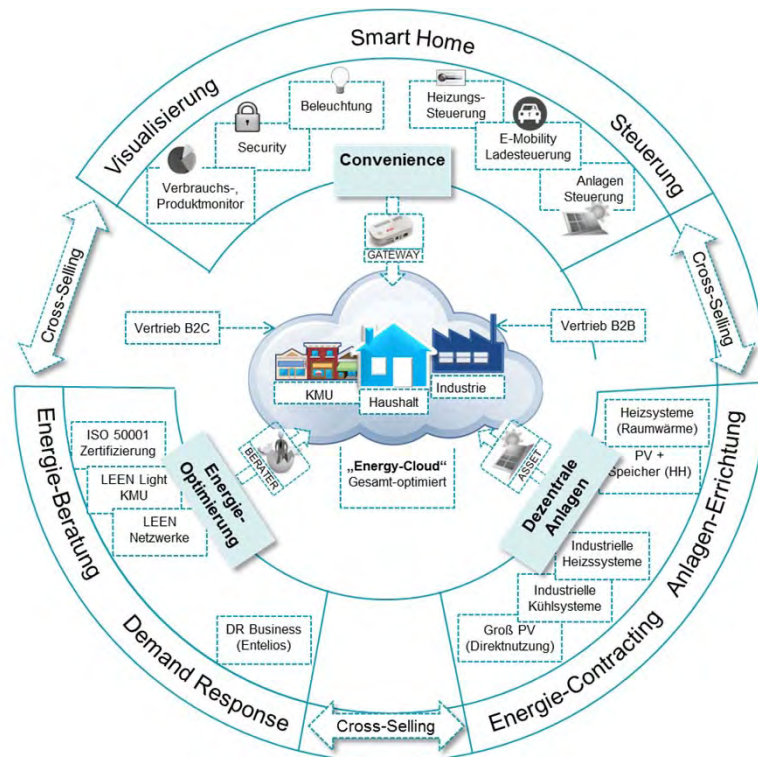 Smart Home
Visualisierung
Steuerung
Beleuchtung
Heizungs-
Steuerung
Security
E-Mobility
Ladesteuerung
Convenience
Verbrauchs-,
Produktmonitor
Anlagen
Steuerung
GATEWAY
Cross-Selling
Cross-Selling
Vertrieb B2C
Vertrieb B2B
KMU
Haushalt
Industrie
Energie-Beratung
ISO 50001
Zertifizierung
LEEN Light
KMU
LEEN
Netzwerke
Energie-
Optimierung
BERATER
„Energy-Cloud“
Gesamt-optimiert
ASSET
Dezentrale
Anlagen
Heizsysteme
(Raumwärme)
PV +
Speicher (HH)
Anlagen-Errichtung
Industrielle
Heizssysteme
Industrielle
Kühlsysteme
Groß PV
(Direktnutzung)
DR Business
(Entelios)
Demand Response
Energie-Contracting
Cross-Selling